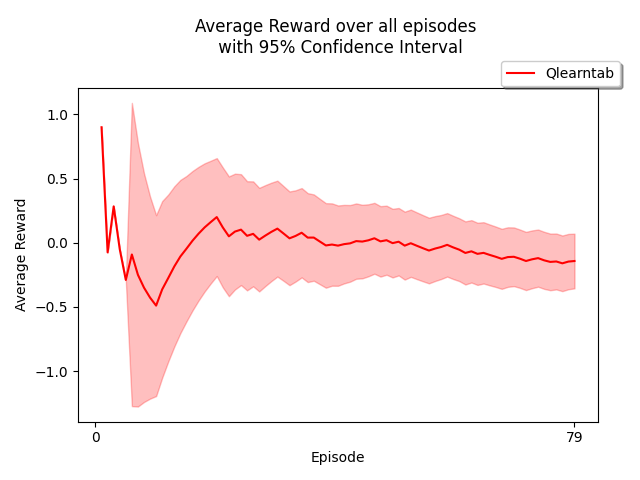 Average Reward over all episodes
with 95% Confidence Interval
Qlearntab
1.0
0.5
0.0
−0.5
−1.0
Average Reward
0
79
Episode